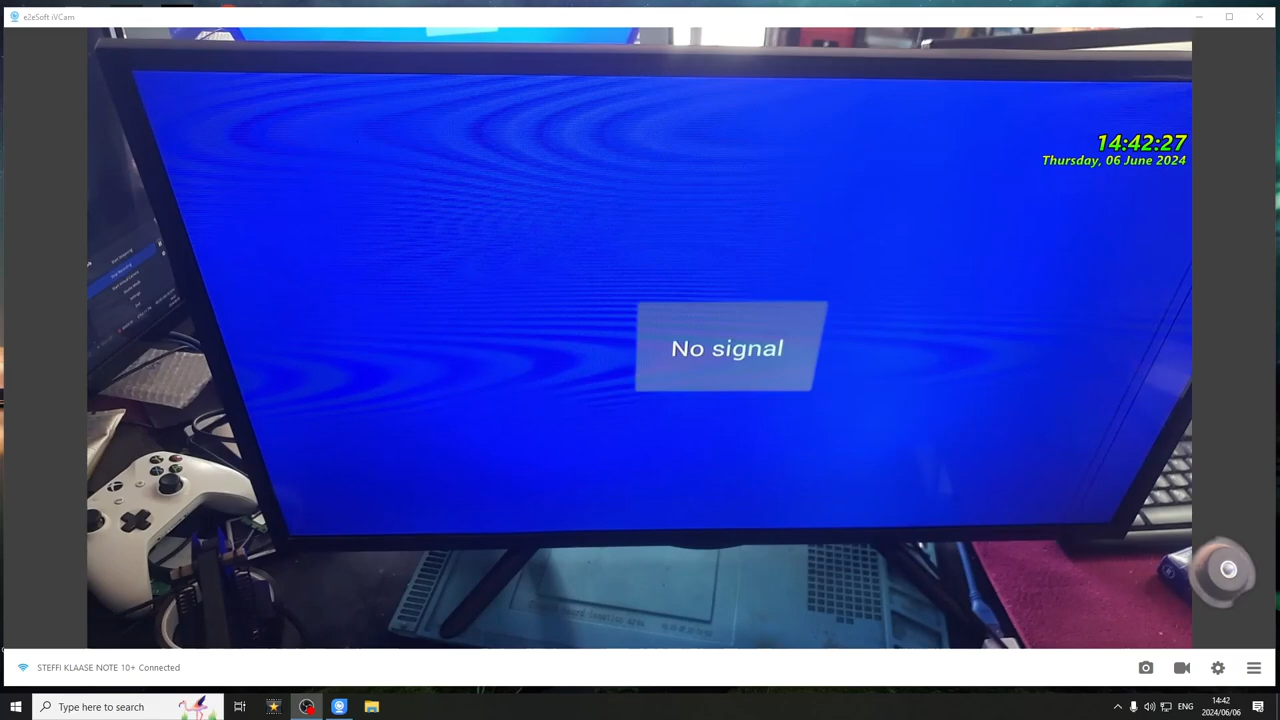 e2eSoft iVCam
14:42:27
Thursday, 06 June 2024
No signal
STEFFI KLAASE NOTE 10+ Connected
Type here to search
ENG
14:42
2024/06/06